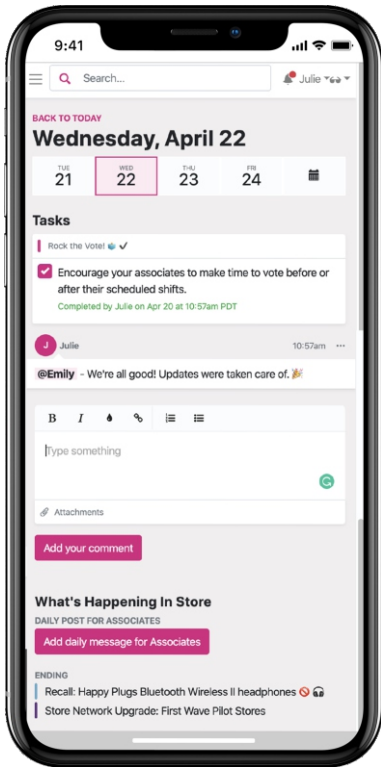 9:41
Search...
Julie
BACK TO TODAY
Wednesday, April 22
TUE WED THU FRI
21 22 23 24
Tasks
Rock the Vote! 🗳️ ✔
Encourage your associates to make time to vote before or
after their scheduled shifts.
Completed by Julie on Apr 20 at 10:57am PDT
J Julie 10:57am ···
@Emily - We're all good! Updates were taken care of. 🎉
B I
Type something
Attachments
Add your comment
What's Happening In Store
DAILY POST FOR ASSOCIATES
Add daily message for Associates
ENDING
Recall: Happy Plugs Bluetooth Wireless II headphones 🚫 🎧
Store Network Upgrade: First Wave Pilot Stores